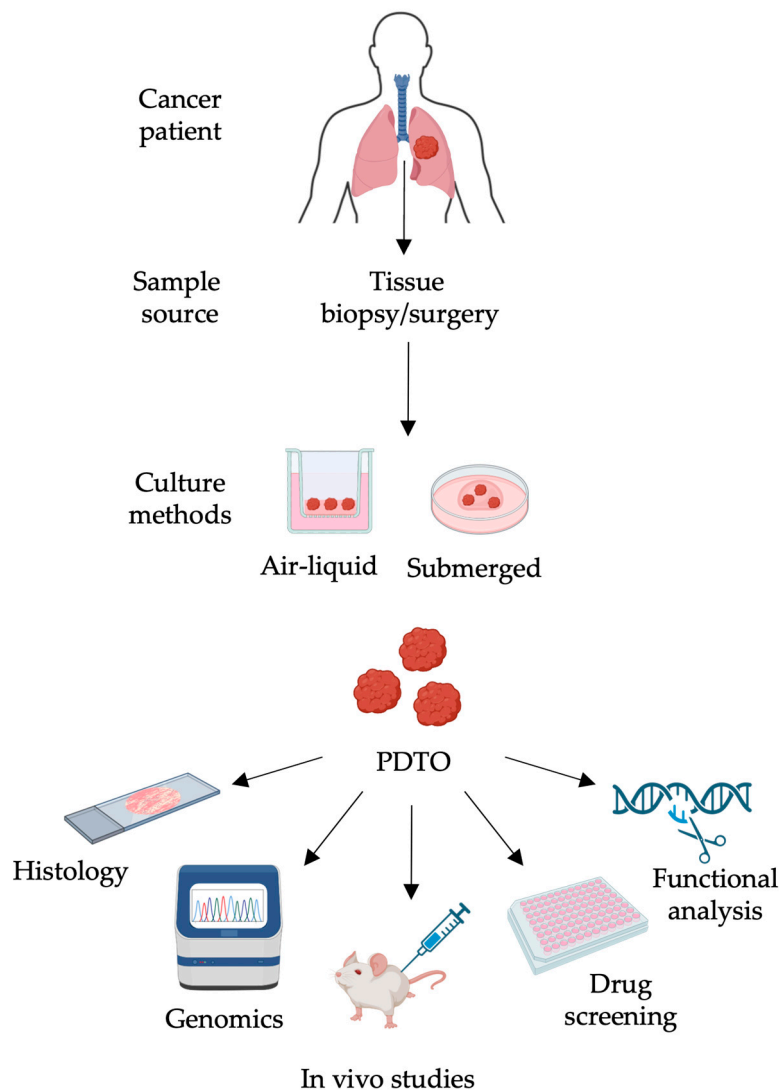 Cancer
patient
Sample
source
Tissue
biopsy/surgery
Culture
methods
Air-liquid
Submerged
PDTO
Histology
Genomics
In vivo studies
Drug
screening
Functional
analysis